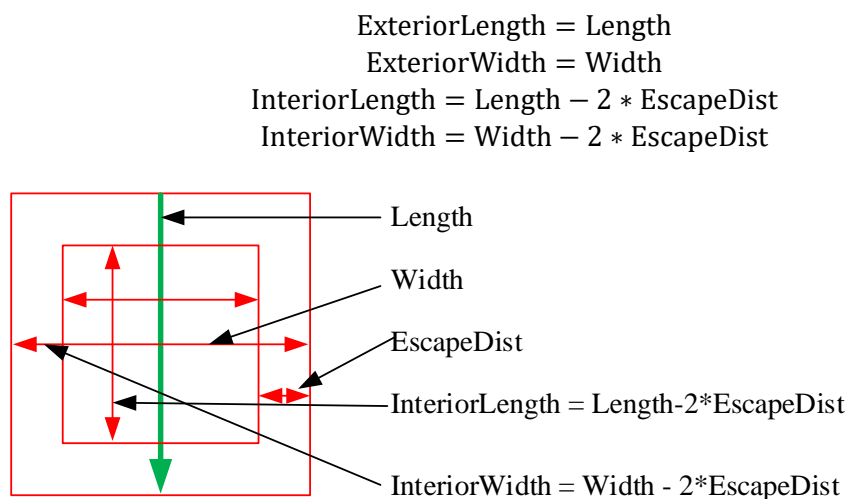 ExteriorLength = Length
ExteriorWidth = Width
InteriorLength = Length − 2 ∗ EscapeDist
InteriorWidth = Width − 2 ∗ EscapeDist
Length
Width
EscapeDist
InteriorLength = Length-2*EscapeDist
InteriorWidth = Width - 2*EscapeDist